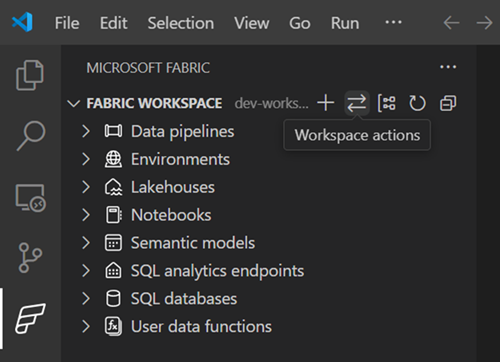 File Edit Selection View Go Run ...
MICROSOFT FABRIC ...
FABRIC WORKSPACE dev-works...
Workspace actions
Data pipelines
Environments
Lakehouses
Notebooks
Semantic models
SQL analytics endpoints
SQL databases
User data functions